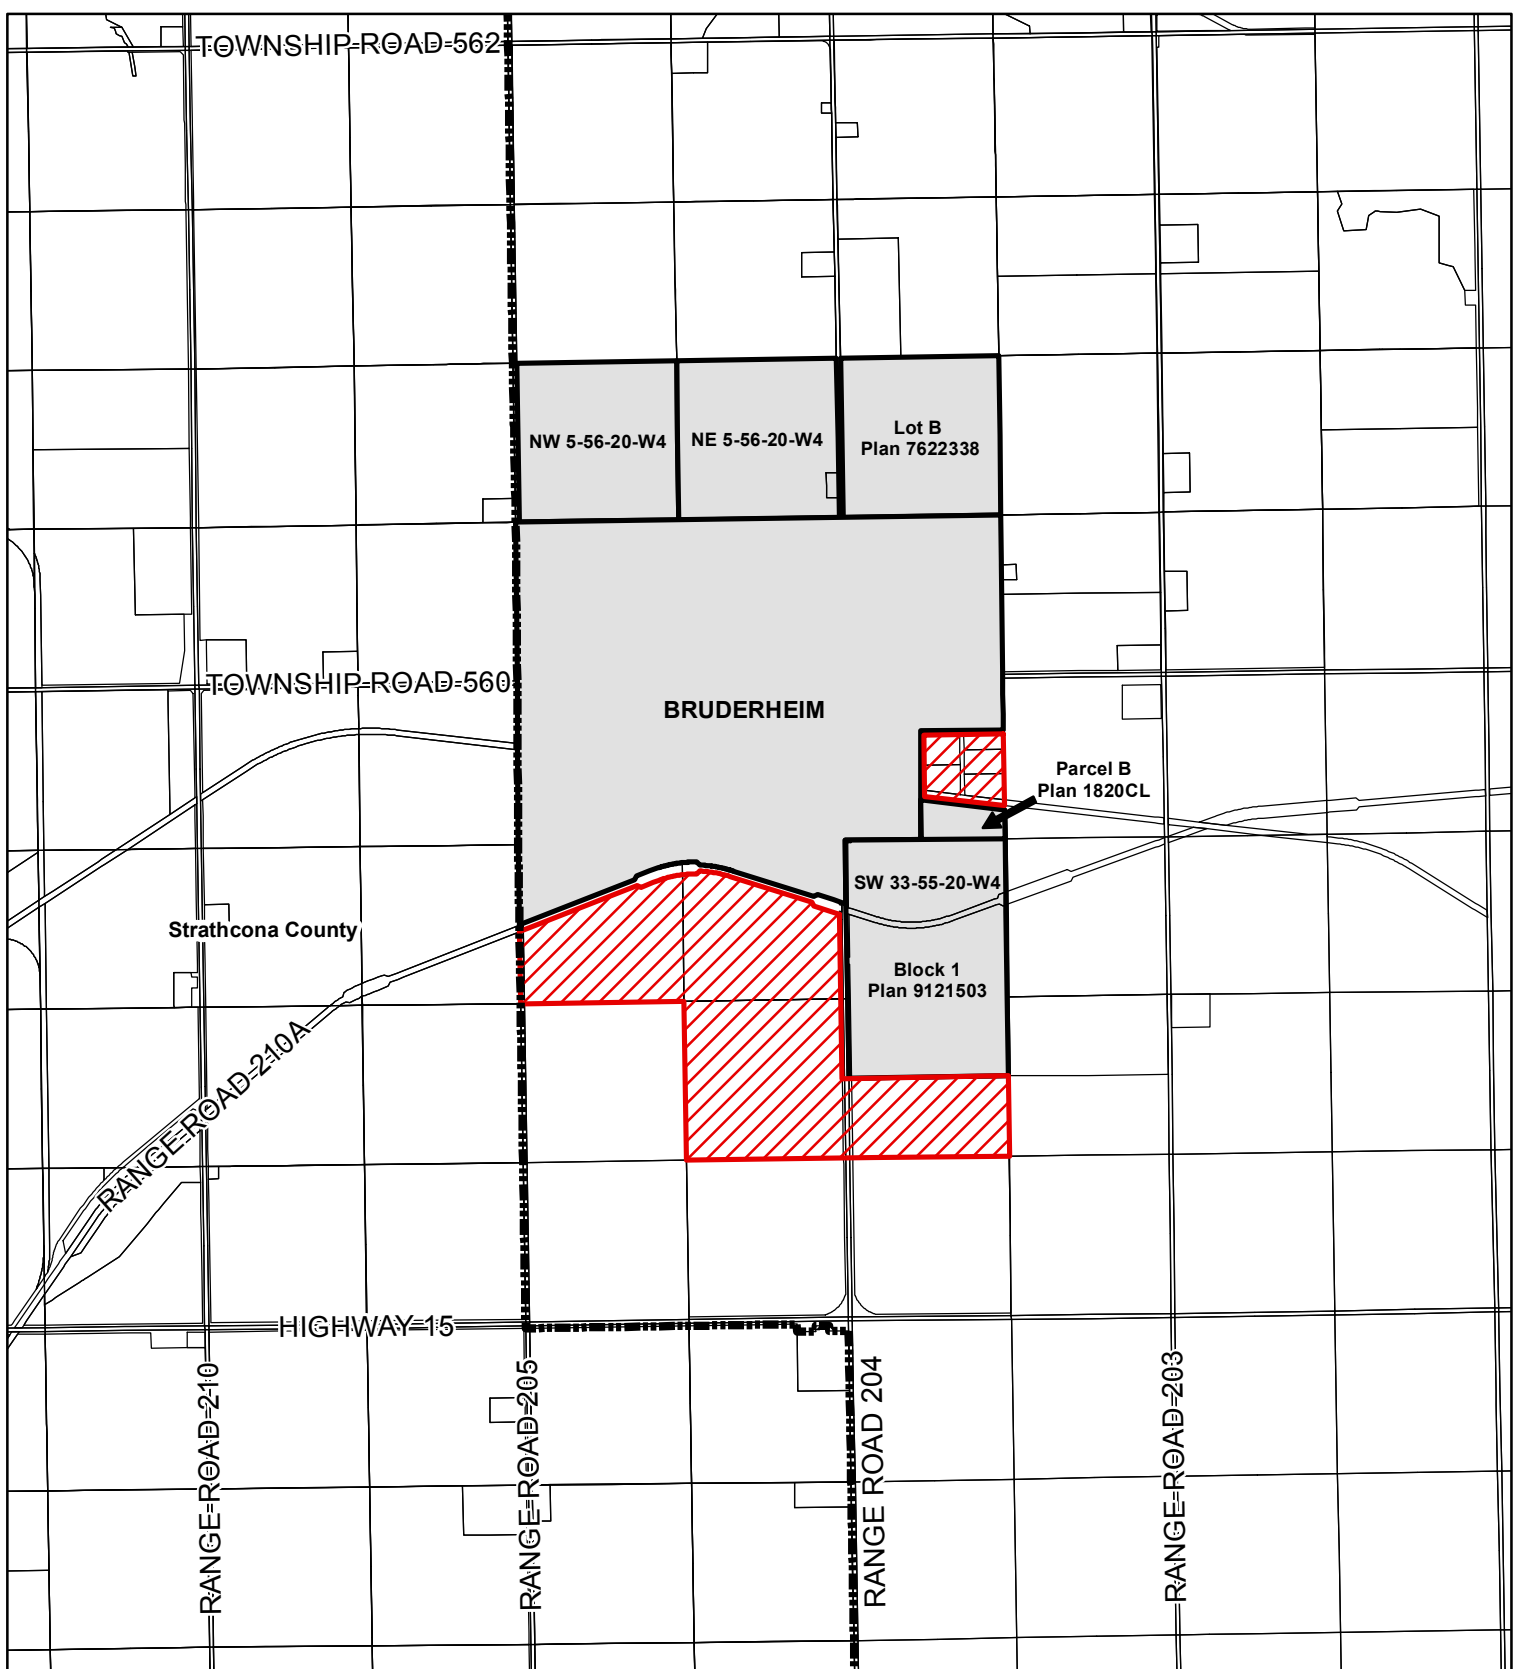 TOWNSHIP ROAD 562
NW 5-56-20-W4
NE 5-56-20-W4
Lot B
Plan 7622338
TOWNSHIP ROAD 560
BRUDERHEIM
Parcel B
Plan 1820CL
SW 33-55-20-W4
Strathcona County
Block 1
Plan 9121503
RANGE ROAD 210A
HIGHWAY 15
RANGE ROAD 210
RANGE ROAD 205
RANGE ROAD 204
RANGE ROAD 203